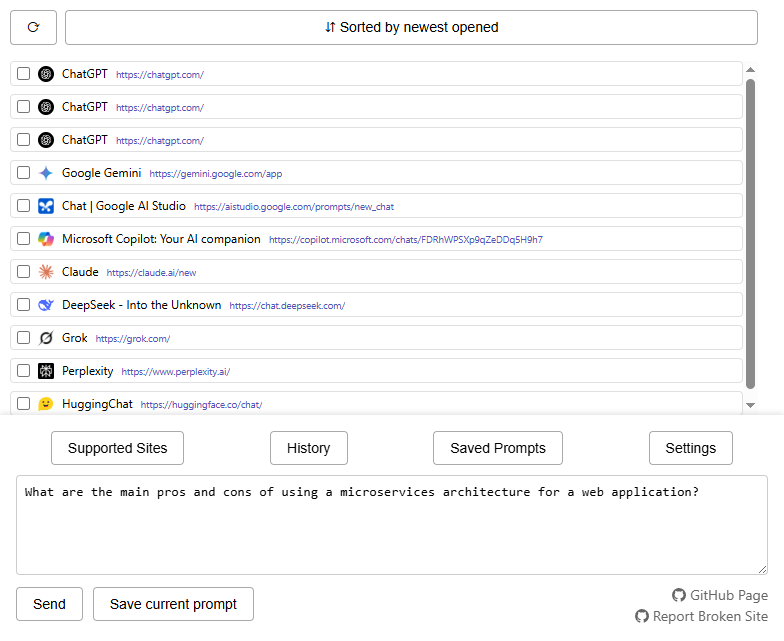 Sorted by newest opened
ChatGPT https://chatgpt.com/
ChatGPT https://chatgpt.com/
ChatGPT https://chatgpt.com/
Google Gemini https://gemini.google.com/app
Chat | Google AI Studio https://aistudio.google.com/prompts/new_chat
Microsoft Copilot: Your AI companion https://copilot.microsoft.com/chats/FDRhWPSXp9qZeDDq5H9h7
Claude https://claude.ai/new
DeepSeek - Into the Unknown https://chat.deepseek.com/
Grok https://grok.com/
Perplexity https://www.perplexity.ai/
HuggingChat https://huggingface.co/chat/
Supported Sites History Saved Prompts Settings
What are the main pros and cons of using a microservices architecture for a web application?
Send Save current prompt
GitHub Page
Report Broken Site